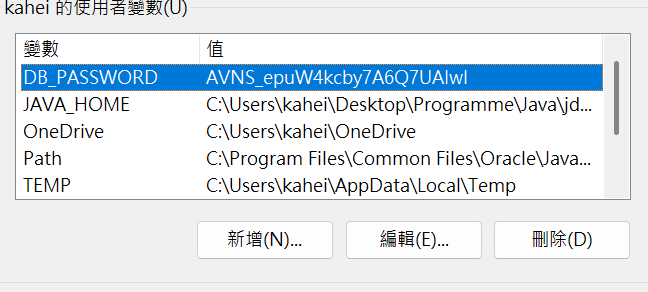 kahei 的使用者變數(U)
變數 值
DB_PASSWORD AVNS_epuW4kcby7A6Q7UAlwl
JAVA_HOME C:\Users\kahei\Desktop\Programme\Java\jd...
OneDrive C:\Users\kahei\OneDrive
Path C:\Program Files\Common Files\Oracle\Java...
TEMP C:\Users\kahei\AppData\Local\Temp
新增(N)... 編輯(E)... 刪除(D)